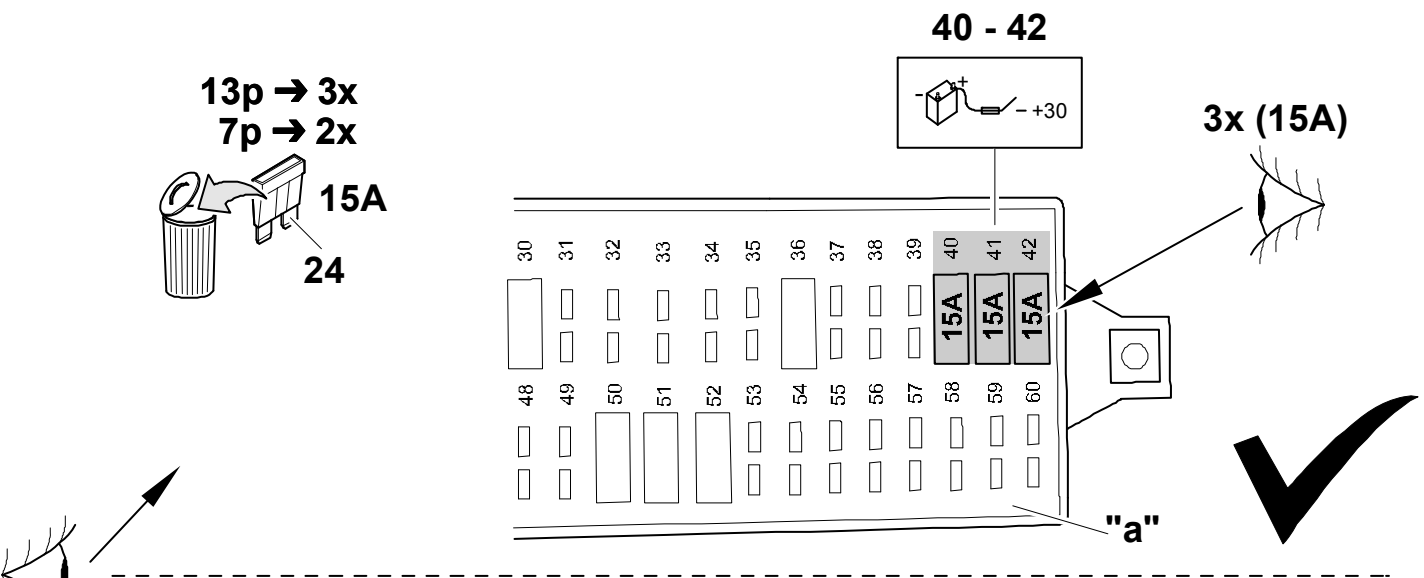 40 - 42
13p → 3x
7p → 2x
- + +30
3x (15A)
15A
24
30 31 32 33 34 35 36 37 38 39 40 41 42
15A 15A 15A
48 49 50 51 52 53 54 55 56 57 58 59 60
"a"